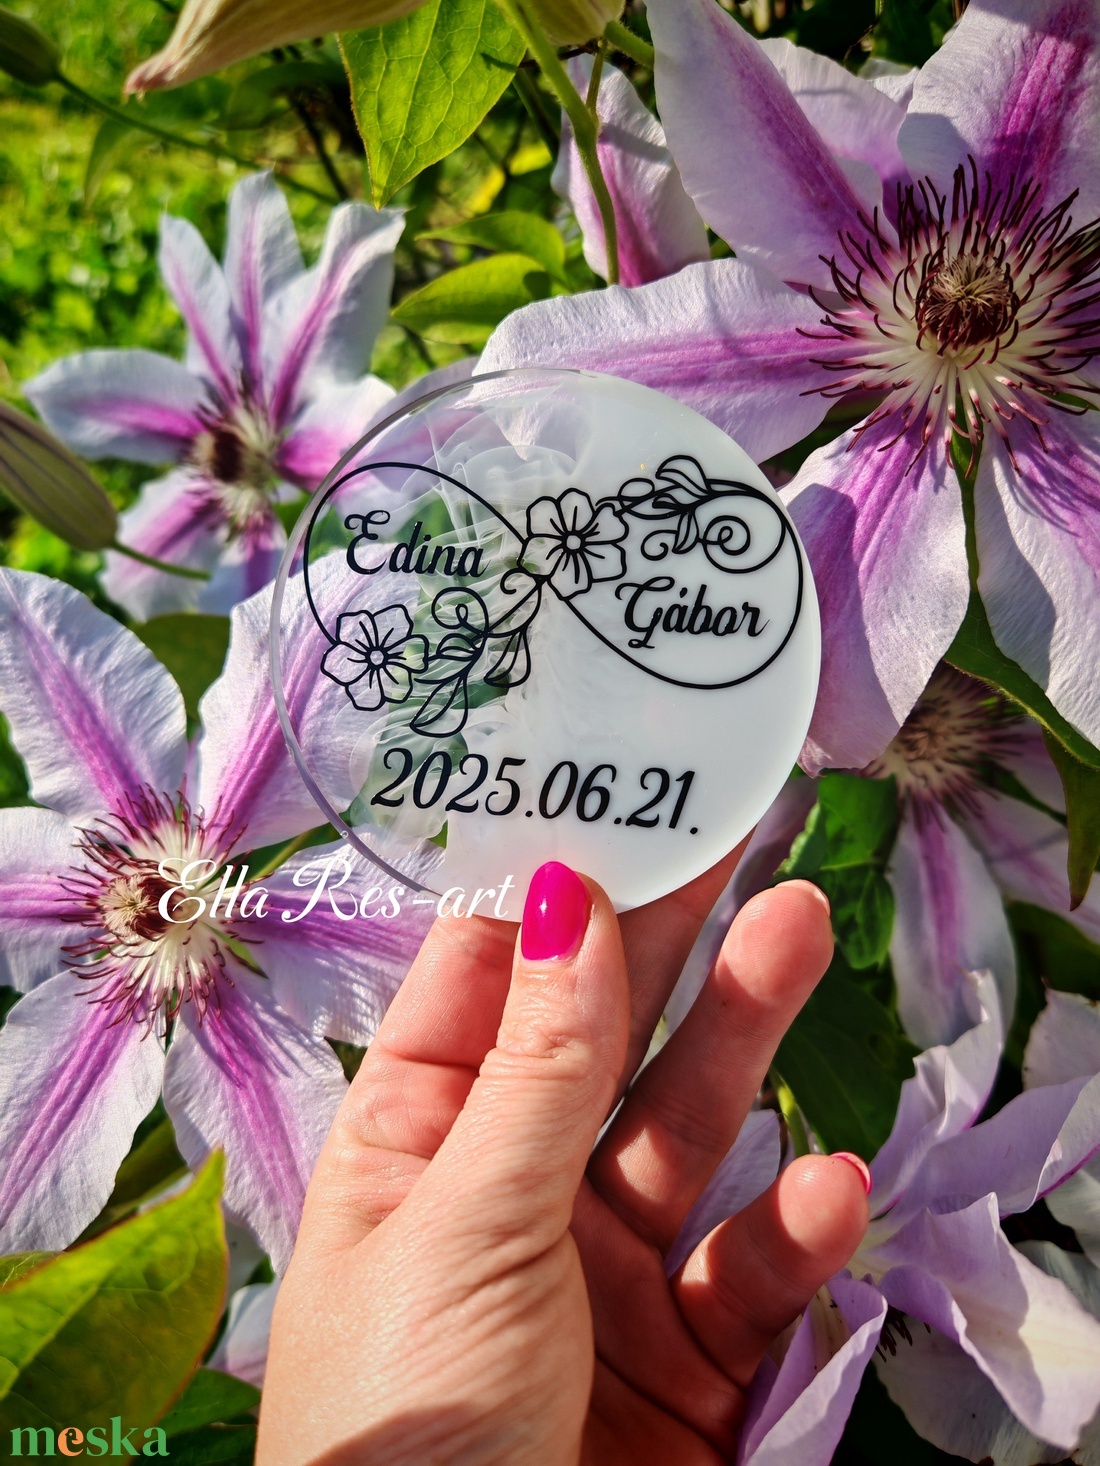 Edina
Gábor
2025.06.21.
Ella Res-art
meska